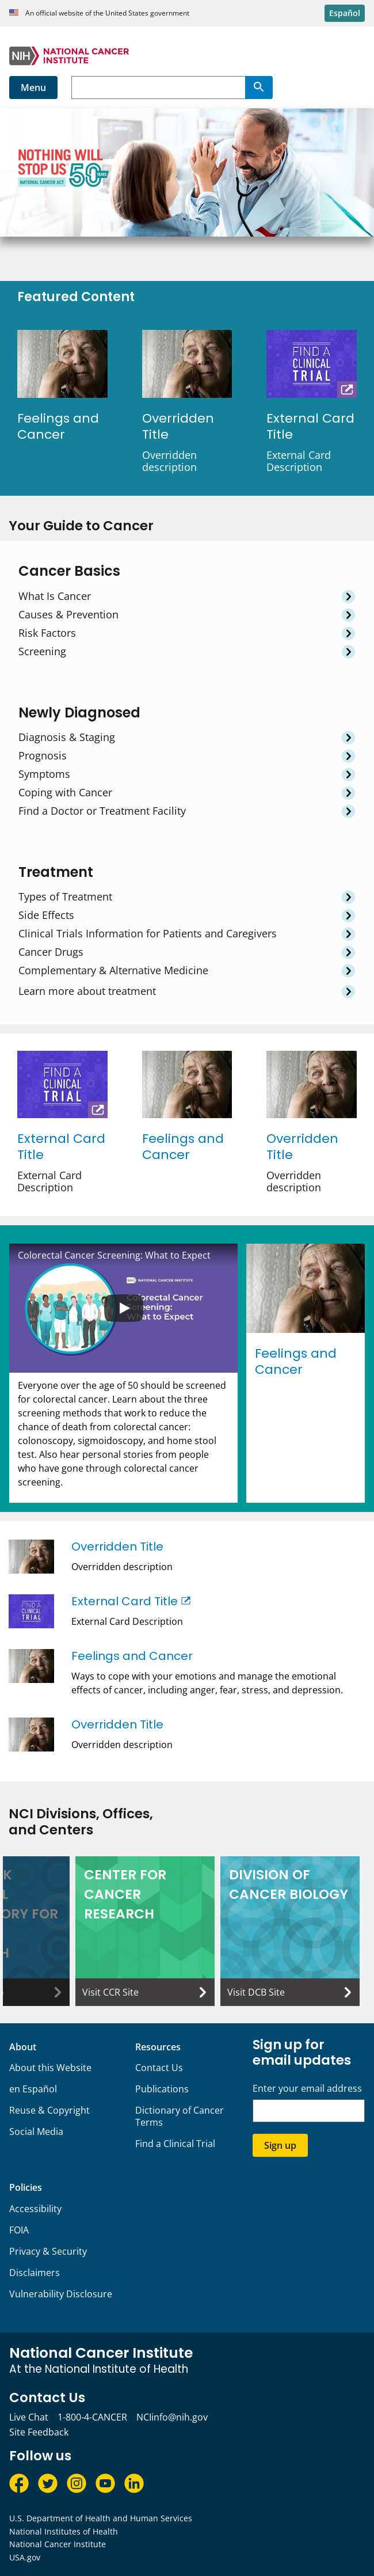 An official website of the United States government
Español
NIH NATIONAL CANCER
INSTITUTE
Menu
NOTHING WILL
STOP US 50 YEARS
NATIONAL CANCER ACT
Featured Content
FIND A
CLINICAL
TRIAL
Feelings and
Cancer
Overridden
Title
Overridden
description
External Card
Title
External Card
Description
Your Guide to Cancer
Cancer Basics
What Is Cancer
Causes & Prevention
Risk Factors
Screening
Newly Diagnosed
Diagnosis & Staging
Prognosis
Symptoms
Coping with Cancer
Find a Doctor or Treatment Facility
Treatment
Types of Treatment
Side Effects
Clinical Trials Information for Patients and Caregivers
Cancer Drugs
Complementary & Alternative Medicine
Learn more about treatment
FIND A
CLINICAL
TRIAL
External Card
Title
External Card
Description
Feelings and
Cancer
Overridden
Title
Overridden
description
Colorectal Cancer Screening: What to Expect
NATIONAL CANCER INSTITUTE
Colorectal Cancer
Screening:
What to Expect
Everyone over the age of 50 should be screened
for colorectal cancer. Learn about the three
screening methods that work to reduce the
chance of death from colorectal cancer:
colonoscopy, sigmoidoscopy, and home stool
test. Also hear personal stories from people
who have gone through colorectal cancer
screening.
Feelings and
Cancer
Overridden Title
Overridden description
FIND A
CLINICAL
TRIAL
External Card Title
External Card Description
Feelings and Cancer
Ways to cope with your emotions and manage the emotional
effects of cancer, including anger, fear, stress, and depression.
Overridden Title
Overridden description
NCI Divisions, Offices,
and Centers
K
L
ORY FOR
H
CENTER FOR
CANCER
RESEARCH
Visit CCR Site
DIVISION OF
CANCER BIOLOGY
Visit DCB Site
About
About this Website
en Español
Reuse & Copyright
Social Media
Resources
Contact Us
Publications
Dictionary of Cancer
Terms
Find a Clinical Trial
Sign up for
email updates
Enter your email address
Sign up
Policies
Accessibility
FOIA
Privacy & Security
Disclaimers
Vulnerability Disclosure
National Cancer Institute
At the National Institute of Health
Contact Us
Live Chat 1-800-4-CANCER NCIinfo@nih.gov
Site Feedback
Follow us
U.S. Department of Health and Human Services
National Institutes of Health
National Cancer Institute
USA.gov